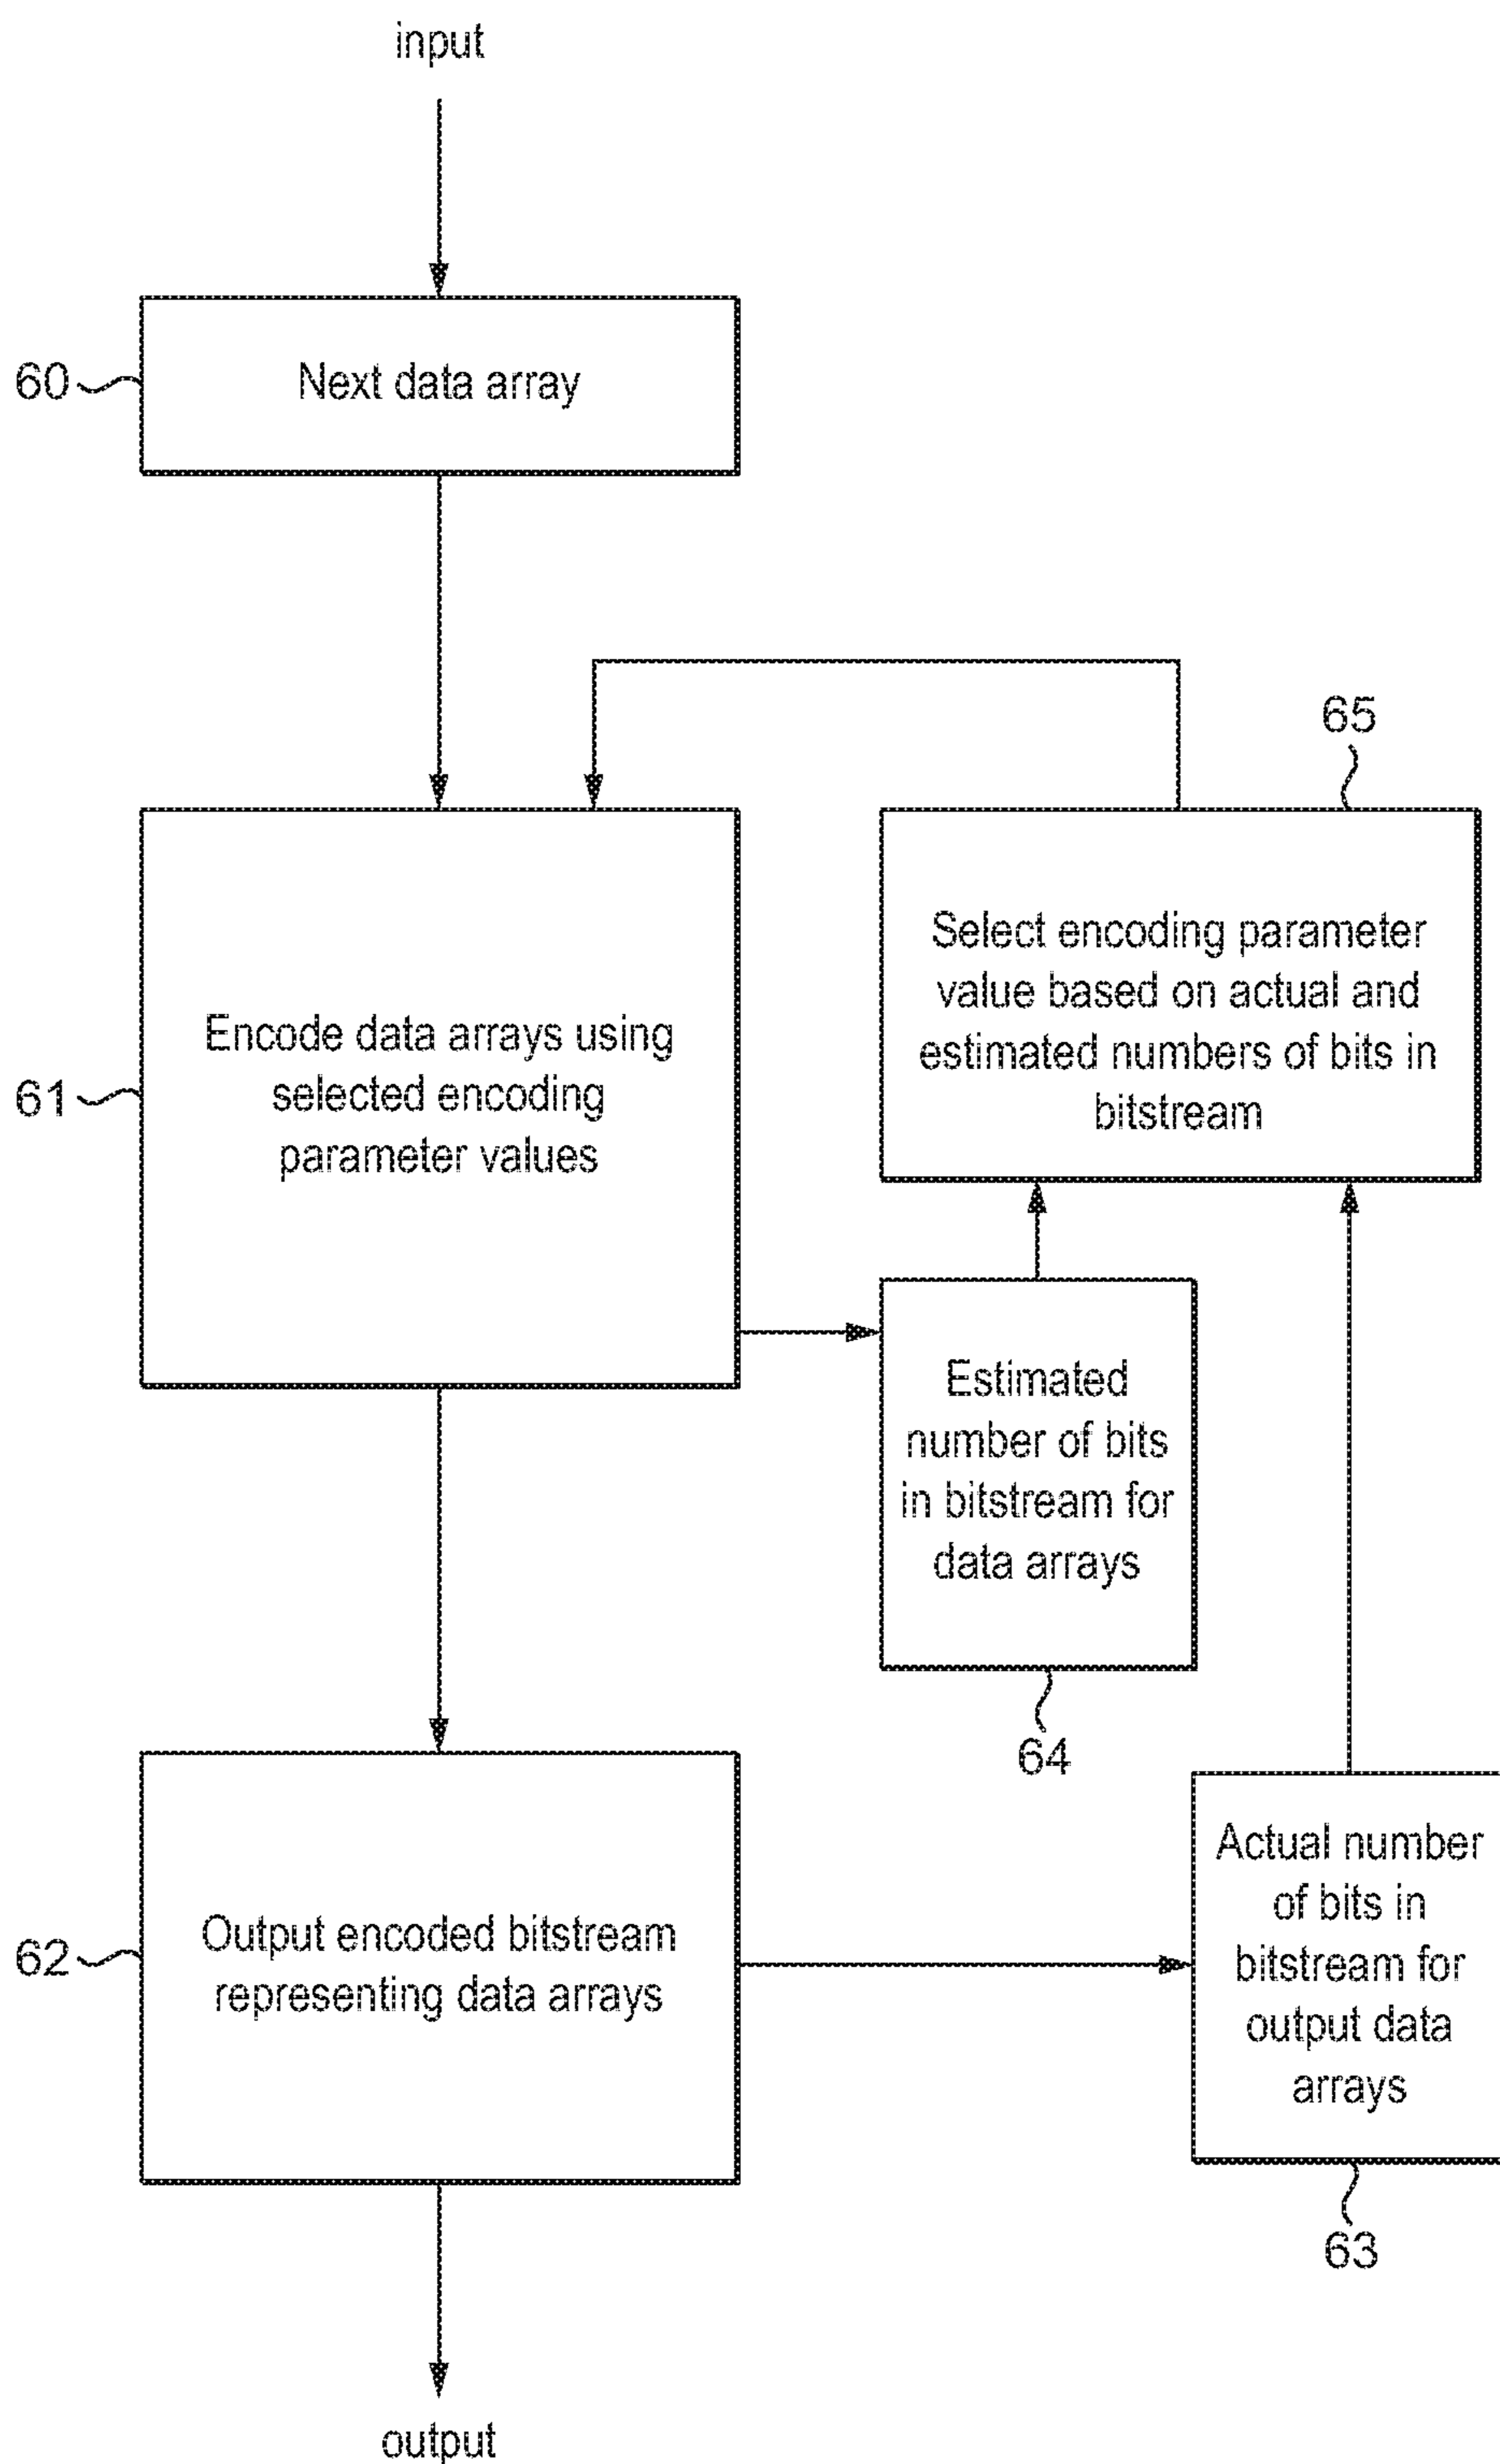 input
60
Next data array
65
Select encoding parameter
value based on actual and
estimated numbers of bits in
bitstream
61
Encode data arrays using
selected encoding
parameter values
Estimated
number of bits
in bitstream for
data arrays
64
62
Output encoded bitstream
representing data arrays
Actual number
of bits in
bitstream for
output data
arrays
63
output